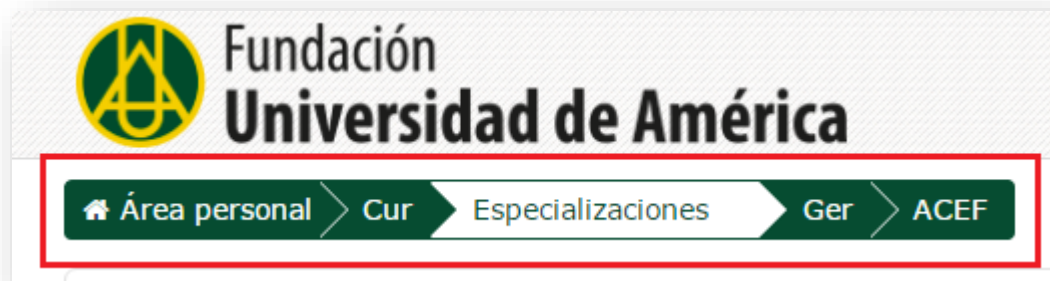 Fundación
Universidad de América
Área personal Cur Especializaciones Ger ACEF